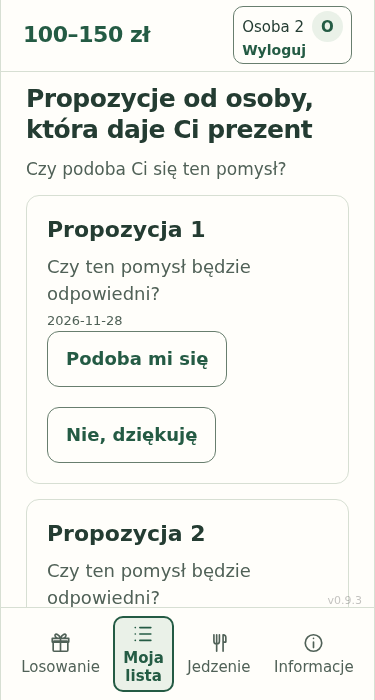 100–150 zł
Osoba 2
O
Wyloguj
Propozycje od osoby,
która daje Ci prezent
Czy podoba Ci się ten pomysł?
Propozycja 1
Czy ten pomysł będzie
odpowiedni?
2026-11-28
Podoba mi się
Nie, dziękuję
Propozycja 2
Czy ten pomysł będzie
odpowiedni?
v0.9.3
Losowanie
Moja
lista
Jedzenie
Informacje